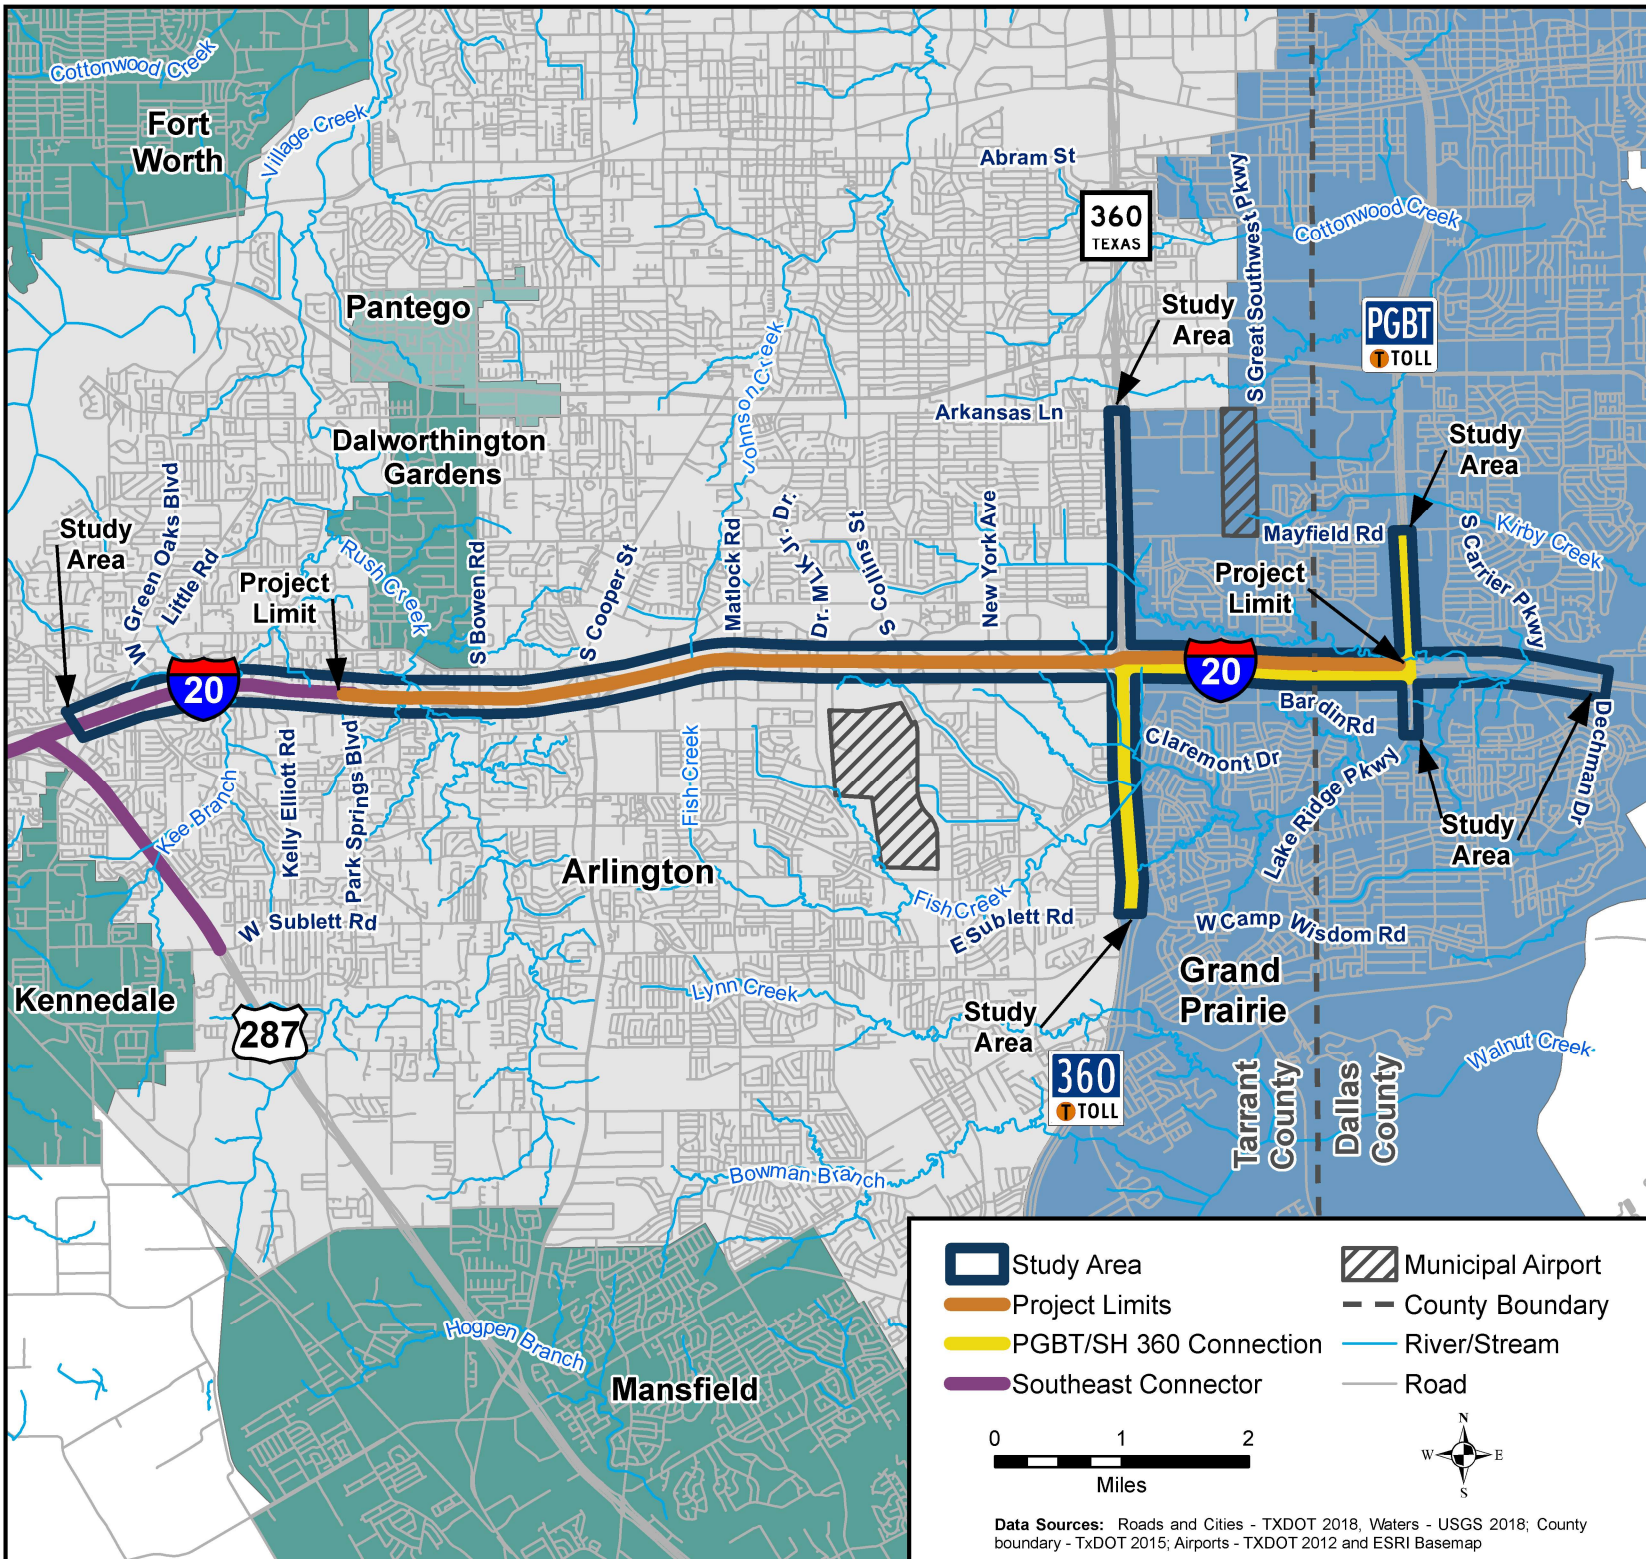 Cottonwood Creek
Fort
Worth
Village Creek
Abram St
360
TEXAS
S Great Southwest Pkwy
Cottonwood Creek
Pantego
Study
Area
PGBT
T TOLL
Johnson Creek
Arkansas Ln
Dalworthington
Gardens
Study
Area
W Green Oaks Blvd
Little Rd
Study
Area
Project
Limit
Rush Creek
S Bowen Rd
S Cooper St
Matlock Rd
Dr. MLK Jr. Dr.
S Collins St
New York Ave
Mayfield Rd
Kirby Creek
S Carrier Pkwy
Project
Limit
20
20
Bardin Rd
Claremont Dr
Lake Ridge Pkwy
Dechman Dr
Study
Area
Kee Branch
Kelly Elliott Rd
Park Springs Blvd
Fish Creek
Arlington
Fish Creek
E Sublett Rd
W Sublett Rd
W Camp Wisdom Rd
Grand
Prairie
Kennedale
287
Lynn Creek
Study
Area
360
T TOLL
Walnut Creek
Tarrant
County
Dallas
County
Bowman Branch
Hogpen Branch
Mansfield
Study Area
Project Limits
PGBT/SH 360 Connection
Southeast Connector
Municipal Airport
County Boundary
River/Stream
Road
0 1 2
Miles
N
W E
S
Data Sources: Roads and Cities - TXDOT 2018, Waters - USGS 2018; County
boundary - TxDOT 2015; Airports - TXDOT 2012 and ESRI Basemap